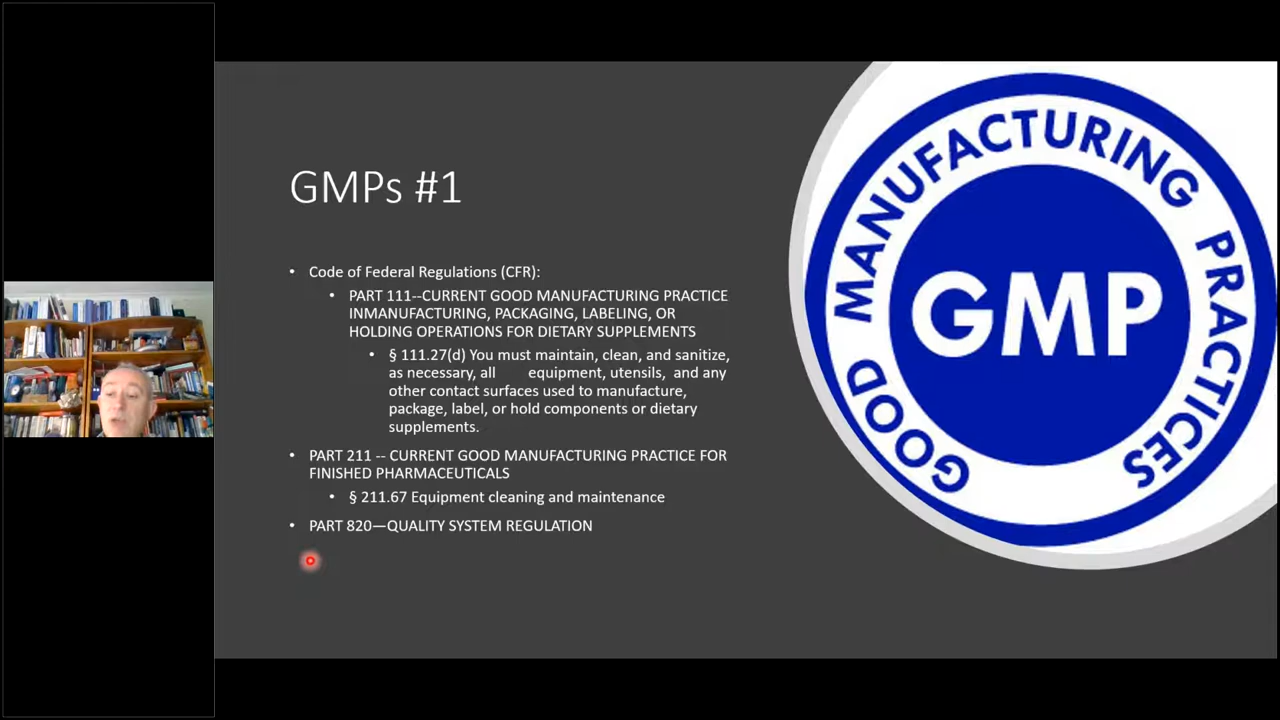 GMPs #1
• Code of Federal Regulations (CFR):
• PART 111--CURRENT GOOD MANUFACTURING PRACTICE
INMANUFACTURING, PACKAGING, LABELING, OR
HOLDING OPERATIONS FOR DIETARY SUPPLEMENTS
• § 111.27(d) You must maintain, clean, and sanitize,
as necessary, all equipment, utensils, and any
other contact surfaces used to manufacture,
package, label, or hold components or dietary
supplements.
• PART 211 -- CURRENT GOOD MANUFACTURING PRACTICE FOR
FINISHED PHARMACEUTICALS
• § 211.67 Equipment cleaning and maintenance
• PART 820—QUALITY SYSTEM REGULATION
GOOD MANUFACTURING PRACTICES
GMP